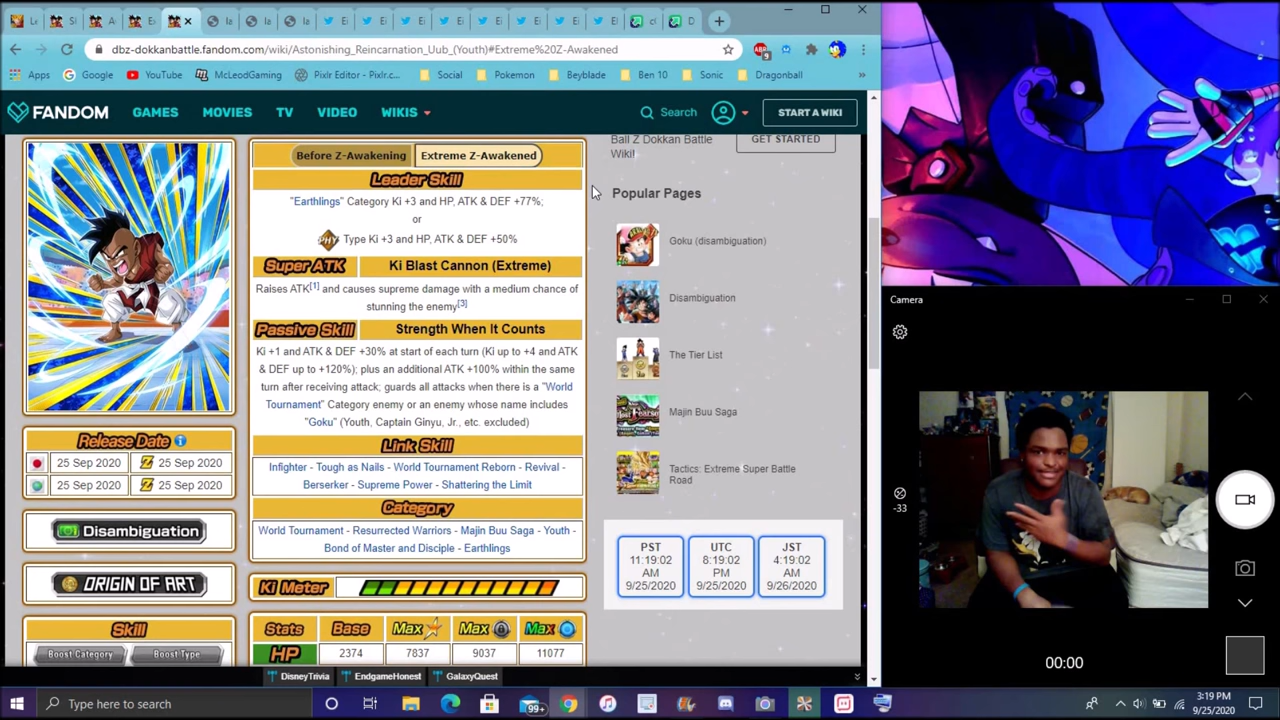 dbz-dokkanbattle.fandom.com/wiki/Astonishing_Reincarnation_Uub_(Youth)#Extreme%20Z-Awakened
9
Apps
Google
YouTube
McLeodGaming
Pixlr Editor - Pixlr.c...
Social
Pokemon
Beyblade
Ben 10
Sonic
Dragonball
FANDOM
GAMES
MOVIES
TV
VIDEO
WIKIS
Search
START A WIKI
Before Z-Awakening
Extreme Z-Awakened
Leader Skill
"Earthlings" Category Ki +3 and HP, ATK & DEF +77%;
or
PHY Type Ki +3 and HP, ATK & DEF +50%
Super ATK
Ki Blast Cannon (Extreme)
Raises ATK[1] and causes supreme damage with a medium chance of
stunning the enemy[3]
Passive Skill
Strength When It Counts
Ki +1 and ATK & DEF +30% at start of each turn (Ki up to +4 and ATK
& DEF up to +120%); plus an additional ATK +100% within the same
turn after receiving attack; guards all attacks when there is a "World
Tournament" Category enemy or an enemy whose name includes
"Goku" (Youth, Captain Ginyu, Jr., etc. excluded)
Link Skill
Infighter - Tough as Nails - World Tournament Reborn - Revival -
Berserker - Supreme Power - Shattering the Limit
Category
World Tournament - Resurrected Warriors - Majin Buu Saga - Youth -
Bond of Master and Disciple - Earthlings
Ki Meter
Stats
Base
Max
Max
Max
HP
2374
7837
9037
11077
Release Date
25 Sep 2020
Z 25 Sep 2020
25 Sep 2020
Z 25 Sep 2020
Disambiguation
ORIGIN OF ART
Skill
Boost Category
Boost Type
Ball Z Dokkan Battle
Wiki!
GET STARTED
Popular Pages
Goku (disambiguation)
Disambiguation
The Tier List
Majin Buu Saga
Tactics: Extreme Super Battle
Road
PST
11:19:02
AM
9/25/2020
UTC
8:19:02
PM
9/25/2020
JST
4:19:02
AM
9/26/2020
DisneyTrivia
EndgameHonest
GalaxyQuest
Camera
-33
00:00
Type here to search
99+
3:19 PM
9/25/2020